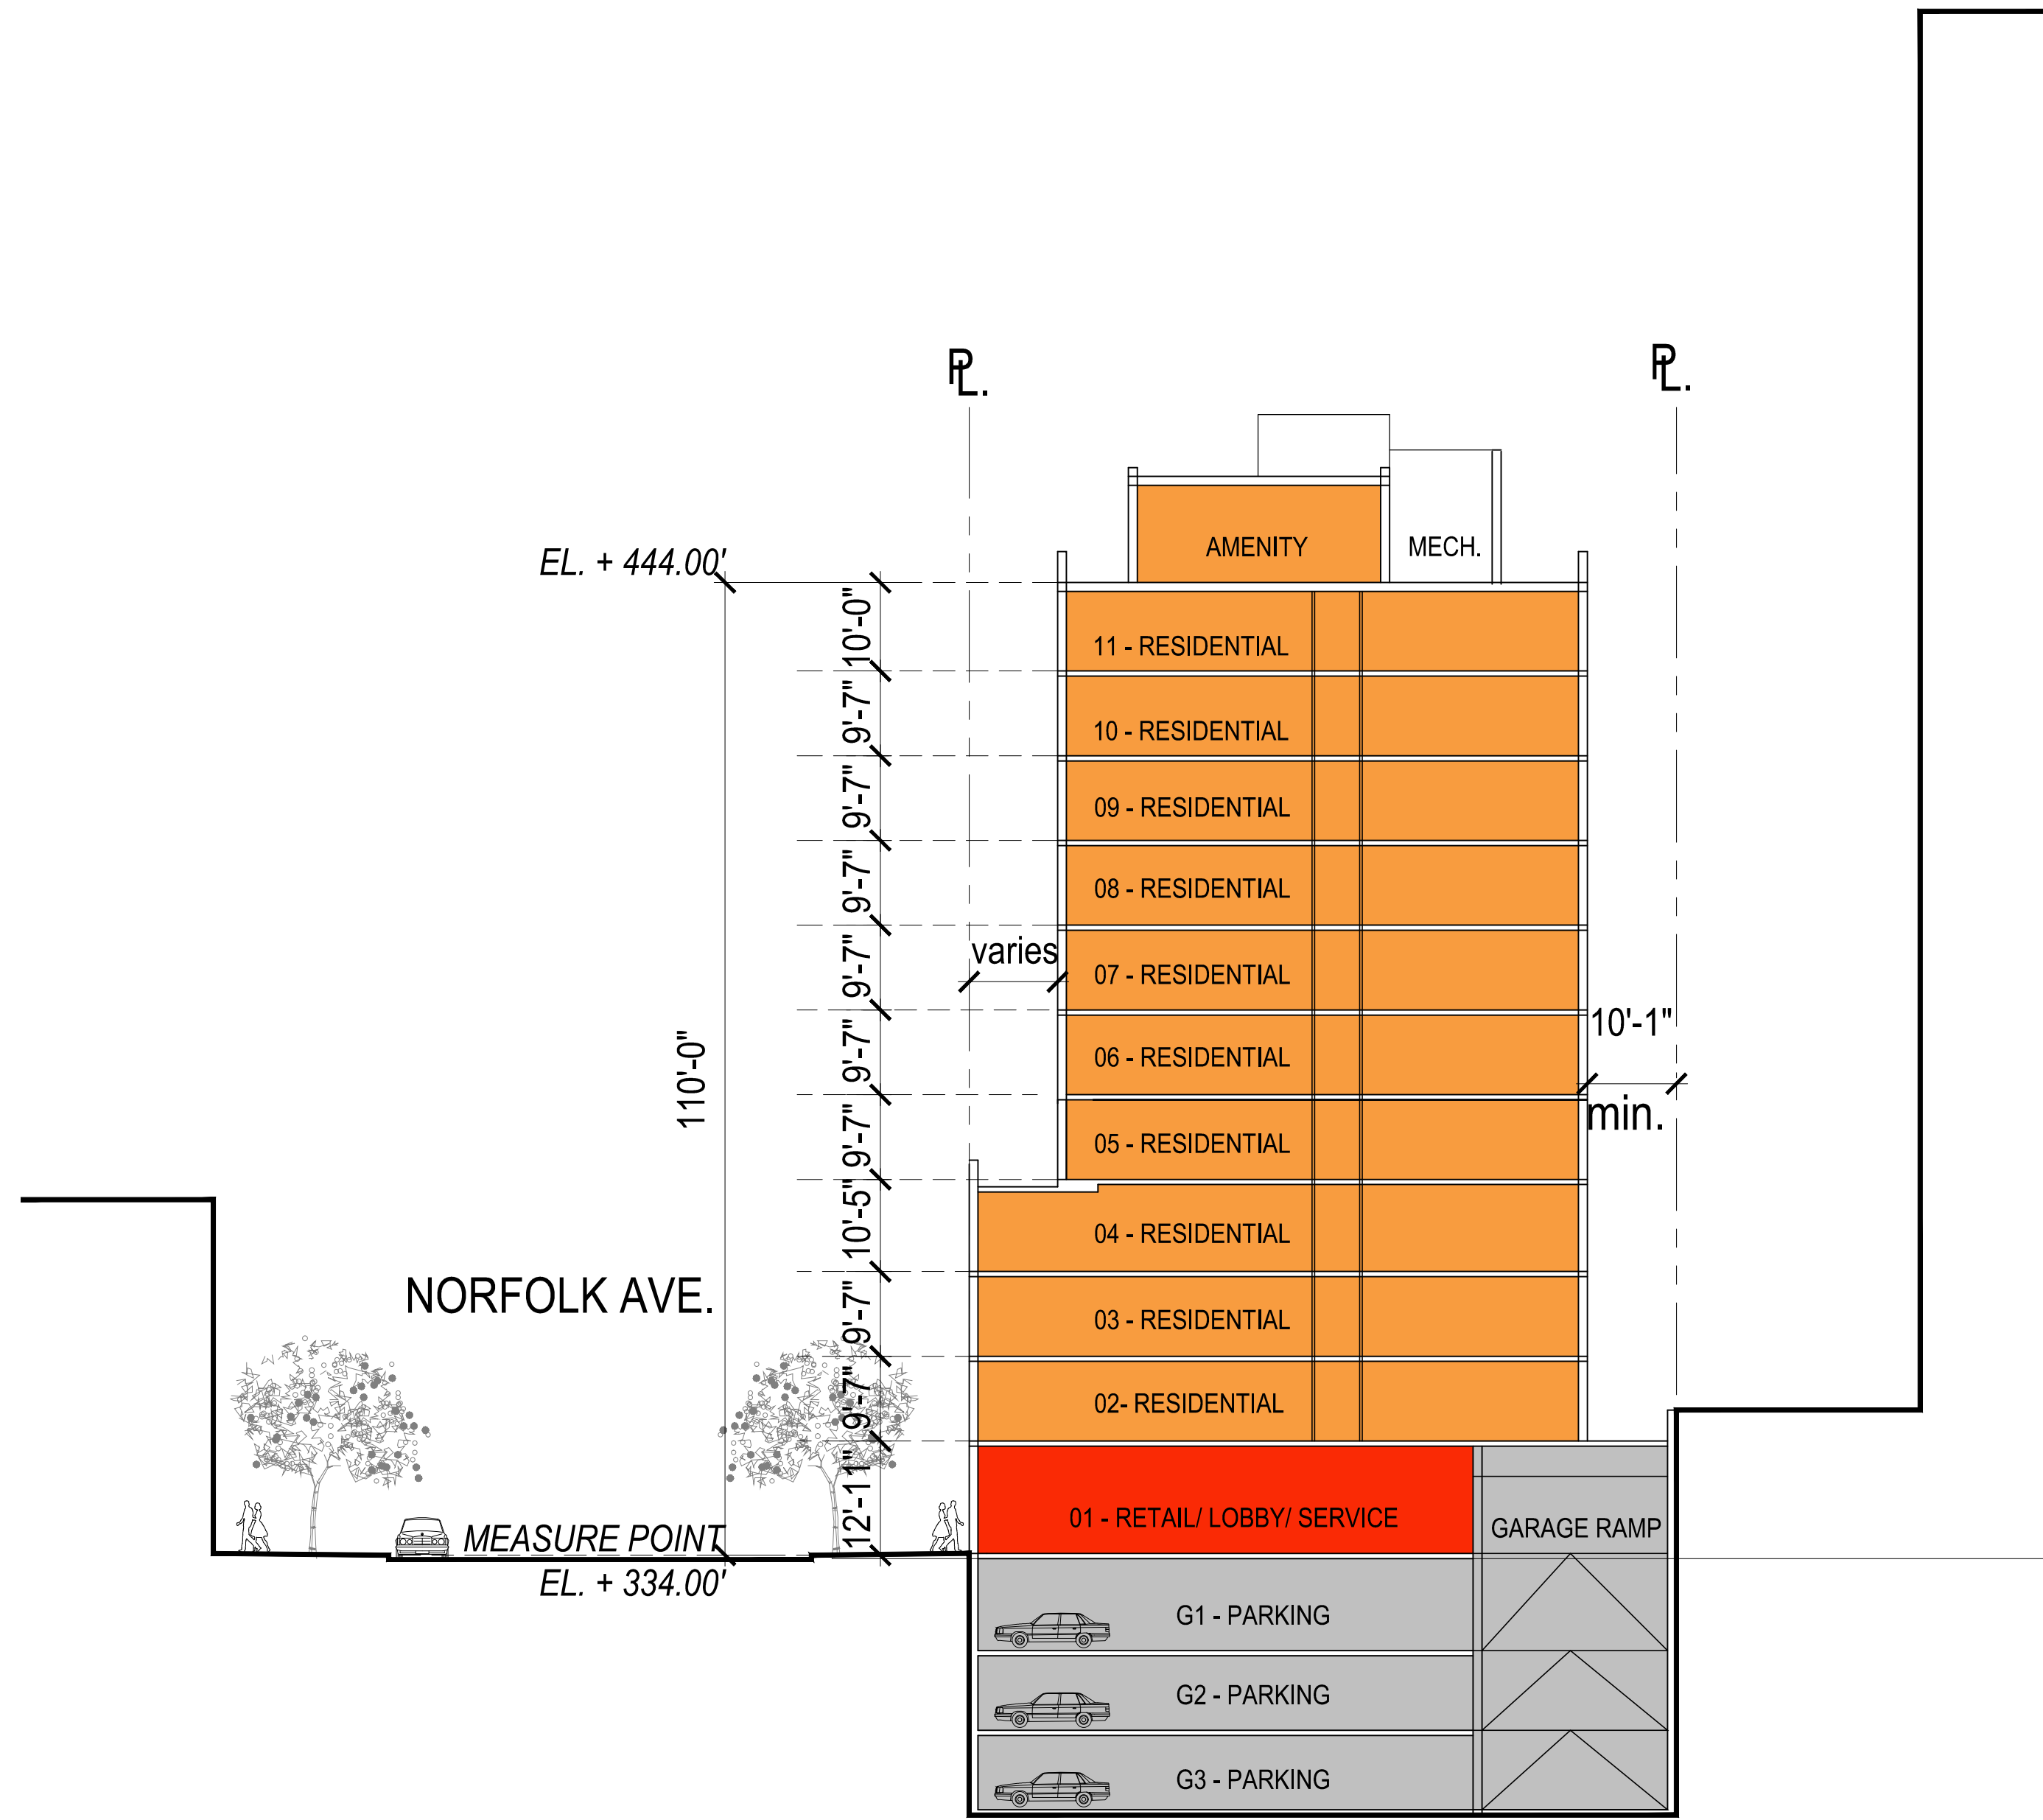 PL.
PL.
AMENITY
MECH.
EL. + 444.00'
10'-0"
11 - RESIDENTIAL
9'-7"
10 - RESIDENTIAL
9'-7"
09 - RESIDENTIAL
9'-7"
08 - RESIDENTIAL
varies
9'-7"
07 - RESIDENTIAL
10'-1"
min.
110'-0"
9'-7"
06 - RESIDENTIAL
9'-7"
05 - RESIDENTIAL
10'-5"
04 - RESIDENTIAL
NORFOLK AVE.
9'-7"
03 - RESIDENTIAL
9'-7"
02- RESIDENTIAL
12'-11"
01 - RETAIL/ LOBBY/ SERVICE
GARAGE RAMP
MEASURE POINT
EL. + 334.00'
G1 - PARKING
G2 - PARKING
G3 - PARKING